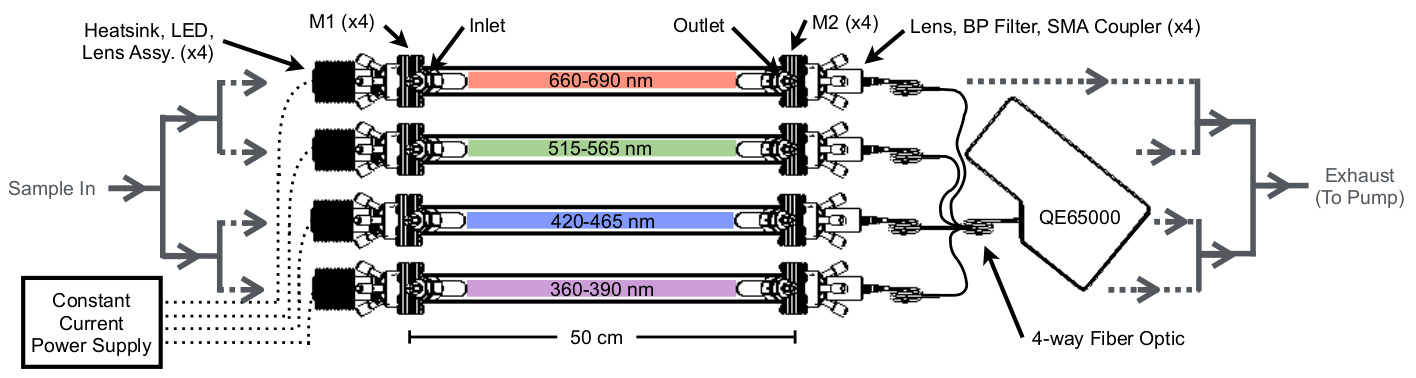 Heatsink, LED,
Lens Assy. (x4)
M1 (x4)
Inlet
Outlet
M2 (x4)
Lens, BP Filter, SMA Coupler (x4)
660-690 nm
515-565 nm
420-465 nm
360-390 nm
Sample In
Exhaust
(To Pump)
QE65000
Constant
Current
Power Supply
50 cm
4-way Fiber Optic